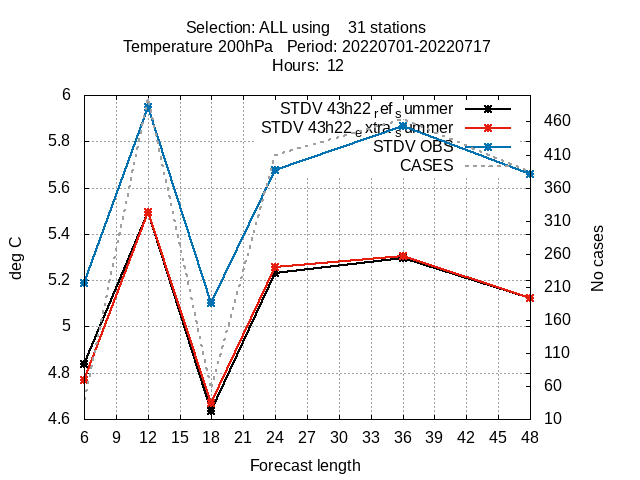 Selection: ALL using    31 stations
Temperature 200hPa   Period: 20220701-20220717
Hours:  12
STDV 43h22_ref_summer
STDV 43h22_extra_summer
STDV OBS
CASES
deg C
6
5.8
5.6
5.4
5.2
5
4.8
4.6
460
410
360
310
260
210
160
110
60
10
No cases
6 9 12 15 18 21 24 27 30 33 36 39 42 45 48
Forecast length